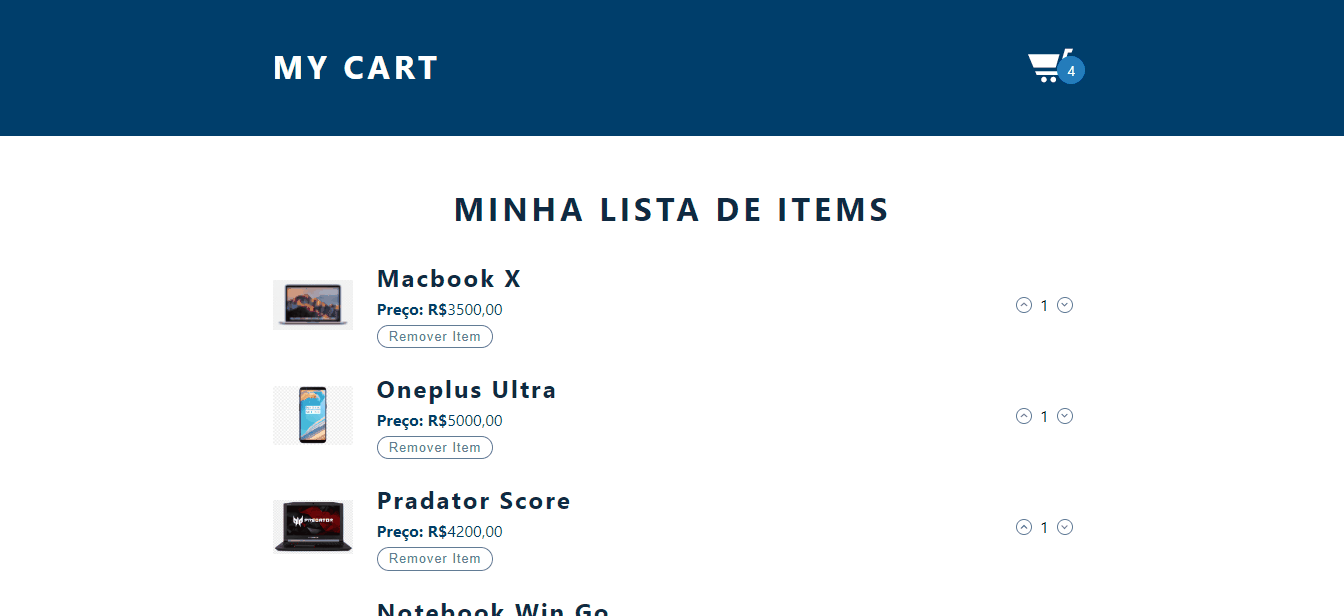 MY CART
4
MINHA LISTA DE ITEMS
Macbook X
Preço: R$3500,00
Remover Item
1
Oneplus Ultra
Preço: R$5000,00
Remover Item
1
PREDATOR
Pradator Score
Preço: R$4200,00
Remover Item
1
Notebook Win Go